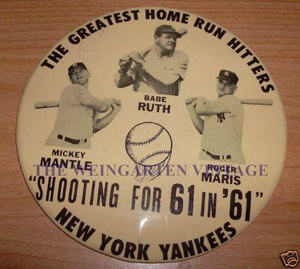 THE GREATEST HOME RUN HITTERS
BABE
RUTH
MICKEY
MANTLE
ROGER
MARIS
THE WEINGARTEN VINTAGE
"SHOOTING FOR 61 IN '61"
NEW YORK YANKEES